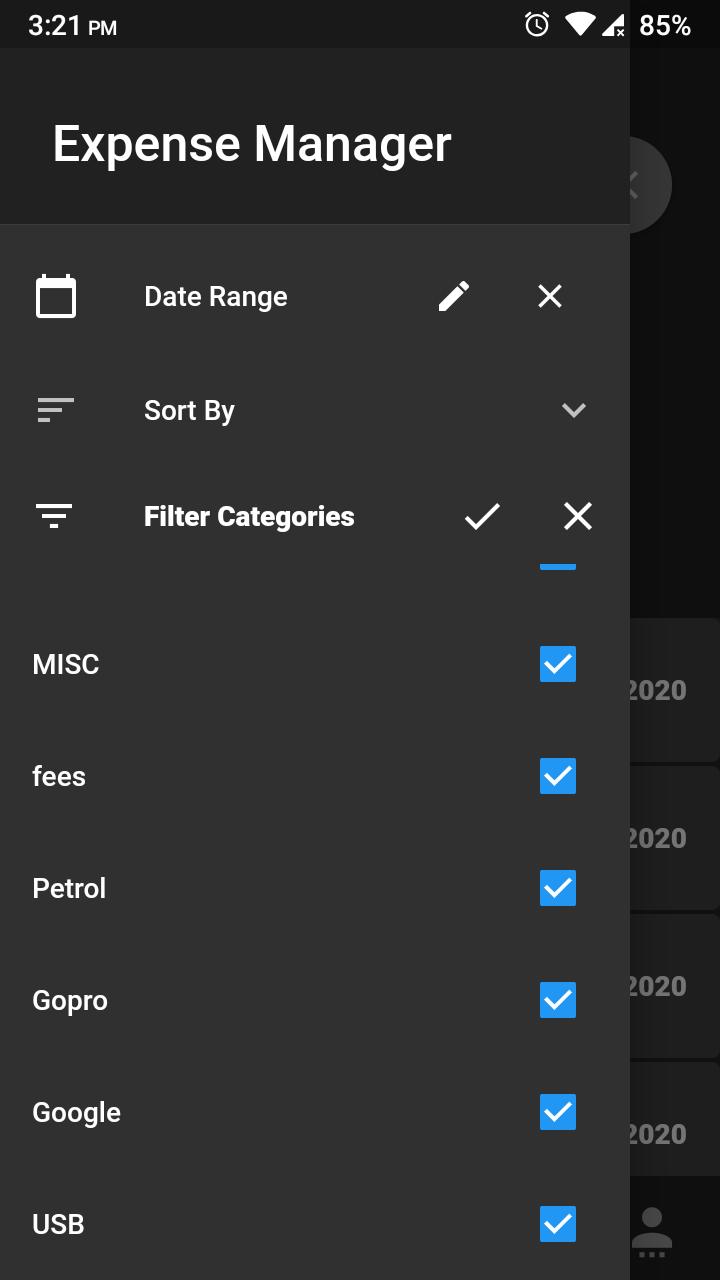 3:21 PM 85%
Expense Manager
Date Range
Sort By
Filter Categories
MISC
2020
fees
2020
Petrol
Gopro
2020
Google
2020
USB